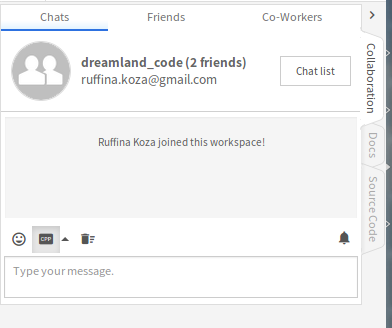 Chats Friends Co-Workers
dreamland_code (2 friends)
ruffina.koza@gmail.com
Chat list
Ruffina Koza joined this workspace!
CPP
Type your message.
Collaboration
Docs
Source Code